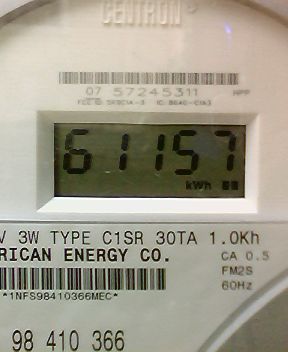 CENTRON
07 57245311 HPP
61157
kWh
V 3W TYPE C1SR 30TA 1.0Kh
RICAN ENERGY CO. CA 0.5
FM2S
60Hz
*1NFS98410366MEC*
98 410 366